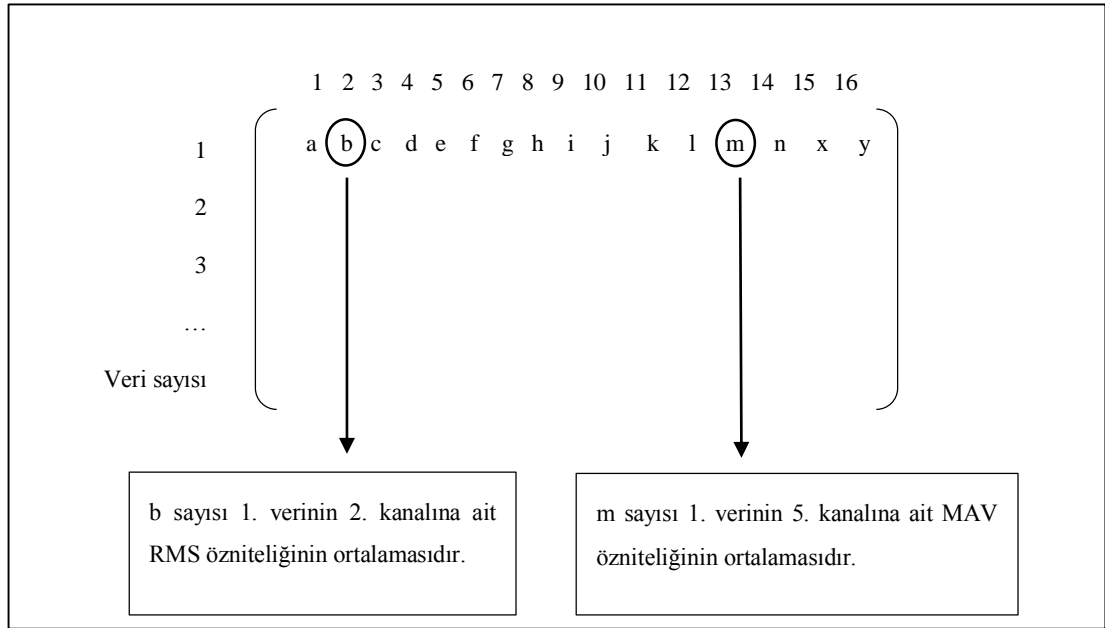 1 2 3 4 5 6 7 8 9 10 11 12 13 14 15 16
1 a b c d e f g h i j k l m n x y
2
3
…
Veri sayısı
b sayısı 1. verinin 2. kanalına ait
RMS özniteliğinin ortalamasıdır.
m sayısı 1. verinin 5. kanalına ait MAV
özniteliğinin ortalamasıdır.